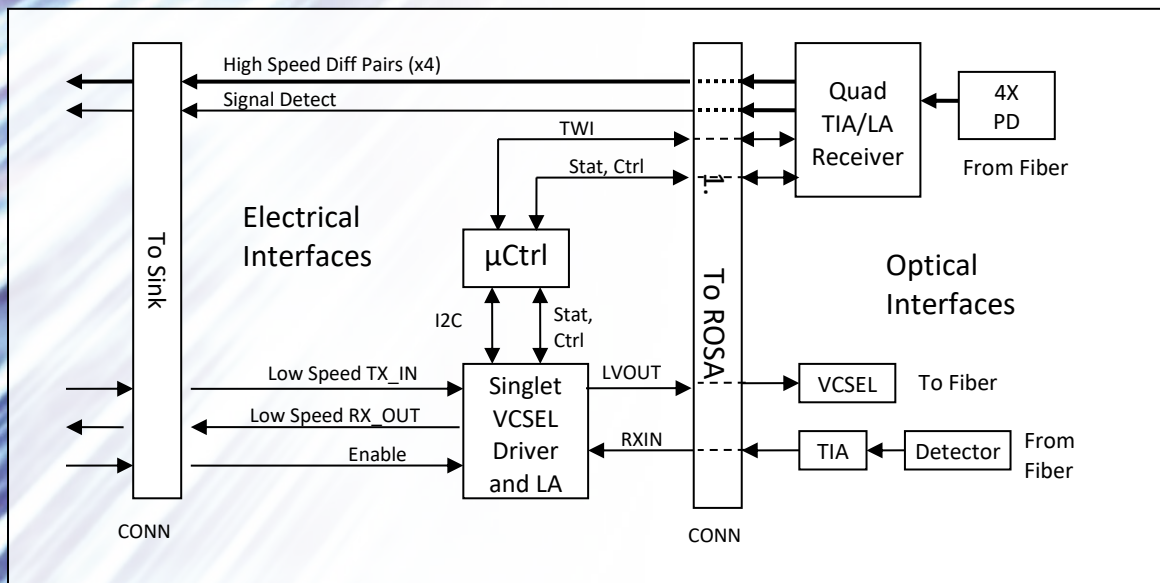 High Speed Diff Pairs (x4)
Signal Detect
TWI
Stat, Ctrl
Quad
TIA/LA
Receiver
4X
PD
From Fiber
1.
To Sink
Electrical
Interfaces
µCtrl
To ROSA
Optical
Interfaces
I2C
Stat,
Ctrl
Low Speed TX_IN
Low Speed RX_OUT
Enable
Singlet
VCSEL
Driver
and LA
LVOUT
RXIN
VCSEL
To Fiber
TIA
Detector
From
Fiber
CONN
CONN